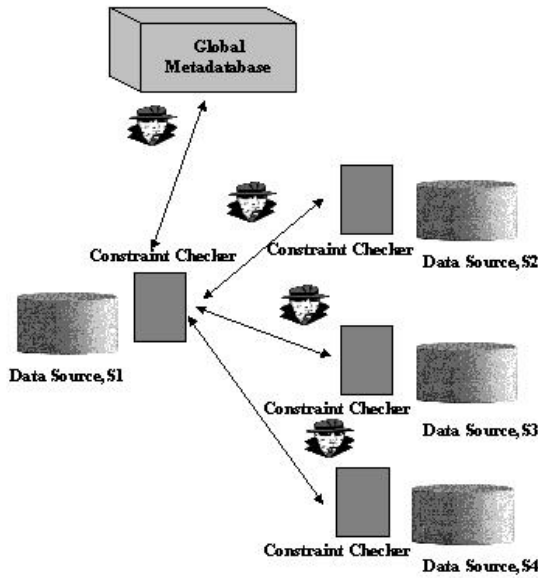 Global
Metadatabase
Constraint Checker
Constraint Checker
Data Source,S2
Data Source,S1
Constraint Checker
Data Source,S3
Constraint Checker
Data Source,S4